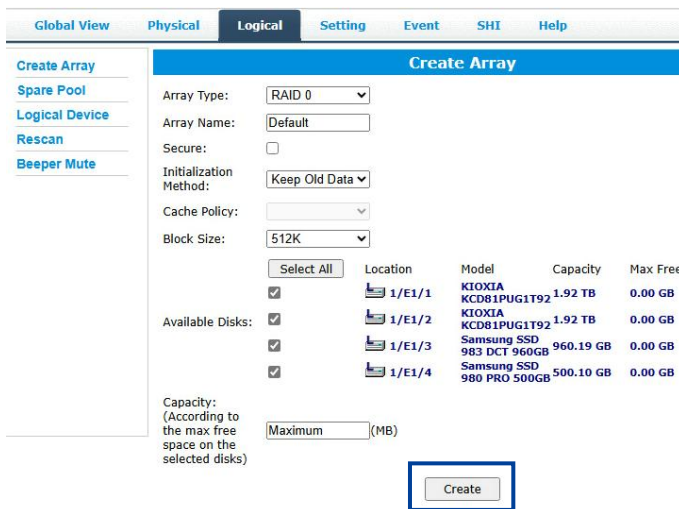 Global View Physical Logical Setting Event SHI Help
Create Array
Spare Pool
Logical Device
Rescan
Beeper Mute
Create Array
Array Type: RAID 0
Array Name: Default
Secure:
Initialization
Method: Keep Old Data
Cache Policy:
Block Size: 512K
Select All Location Model Capacity Max Free
Available Disks:
1/E1/1 KIOXIA
KCD81PUG1T92 1.92 TB 0.00 GB
1/E1/2 KIOXIA
KCD81PUG1T92 1.92 TB 0.00 GB
1/E1/3 Samsung SSD
983 DCT 960GB 960.19 GB 0.00 GB
1/E1/4 Samsung SSD
980 PRO 500GB 500.10 GB 0.00 GB
Capacity:
(According to
the max free
space on the
selected disks)
Maximum (MB)
Create